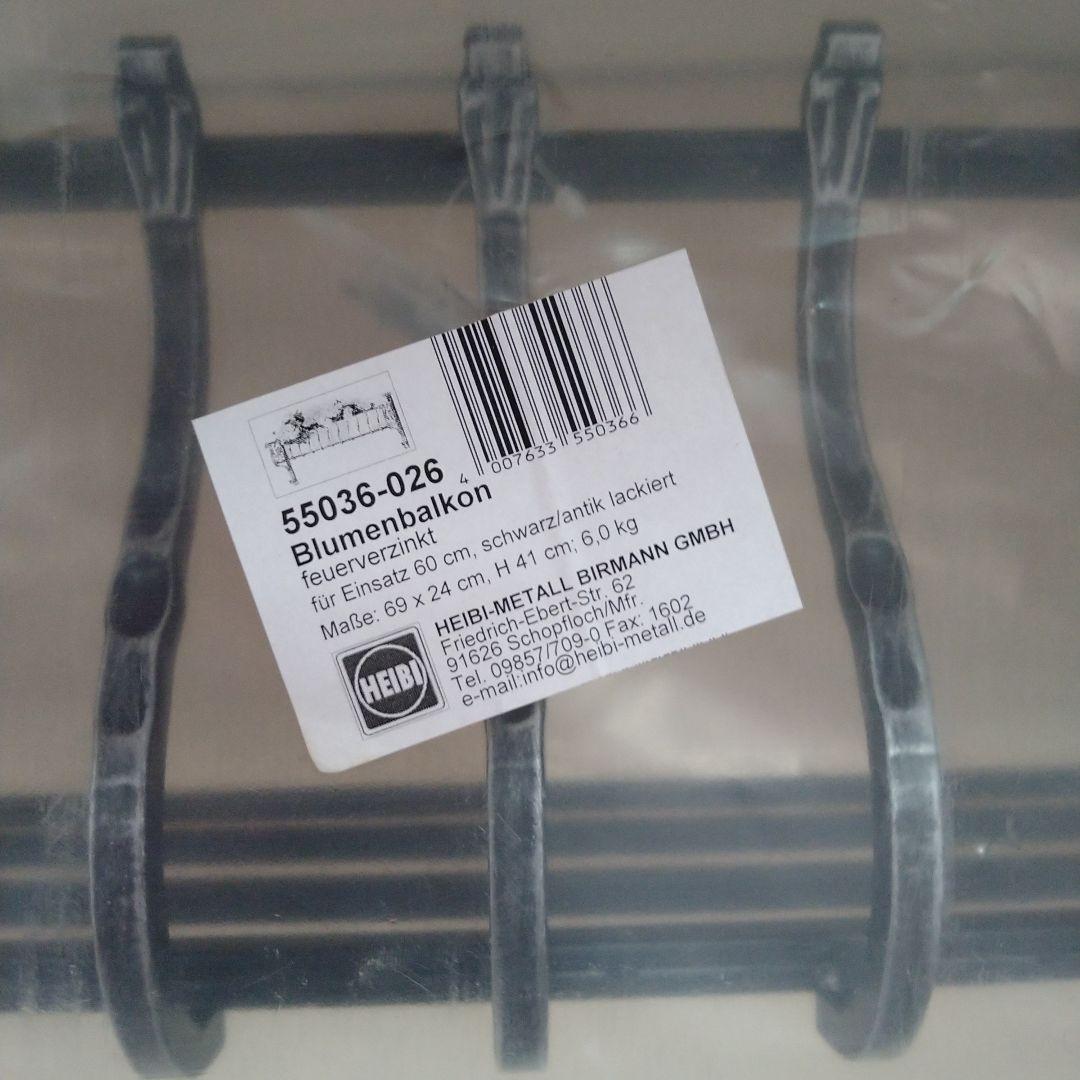 4 007633 550366
55036-026
Blumenbalkon
feuerverzinkt
für Einsatz 60 cm, schwarz/antik lackiert
Maße: 69 x 24 cm, H 41 cm; 6,0 kg
HEIBI-METALL BIRMANN GMBH
Friedrich-Ebert-Str. 62
91626 Schopfloch/Mfr.
Tel. 09857/709-0 Fax: 1602
e-mail:info@heibi-metall.de
HEIBI